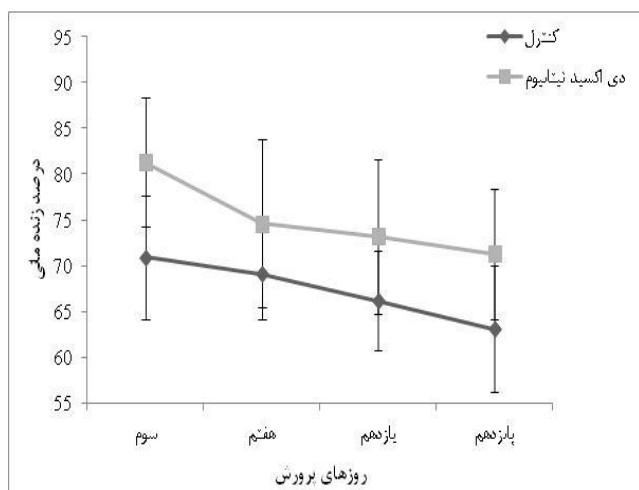 95
90
85
80
75
70
65
60
55
درصد زنده مانی
کنترل
دی اکسید تیتانیوم
سوم
هفتم
یازدهم
پانزدهم
روزهای پرورش